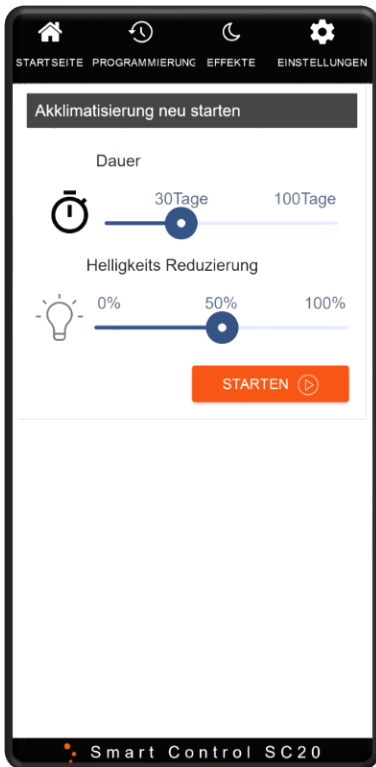 STARTSEITE PROGRAMMIERUNG EFFEKTE EINSTELLUNGEN
Akklimatisierung neu starten
Dauer
30Tage 100Tage
Helligkeits Reduzierung
0% 50% 100%
STARTEN
Smart Control SC20